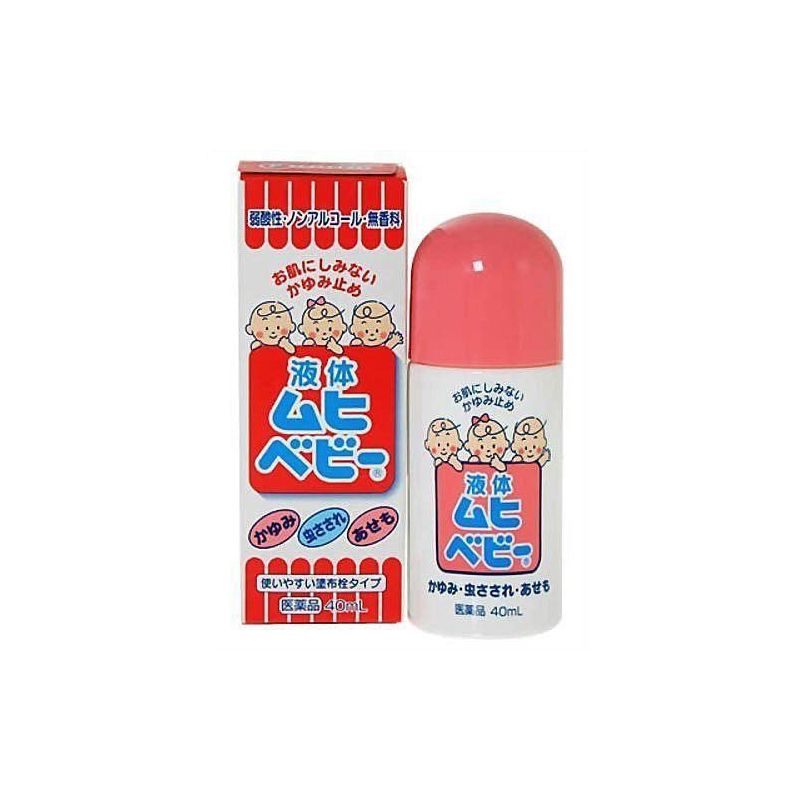 弱酸性・ノンアルコール・無香料
お肌にしみない
かゆみ止め
液体
ムヒ
ベビー®
かゆみ
虫さされ
あせも
使いやすい塗布栓タイプ
医薬品 40mL
お肌にしみない
かゆみ止め
液体
ムヒ
ベビー®
かゆみ・虫さされ・あせも
医薬品 40mL